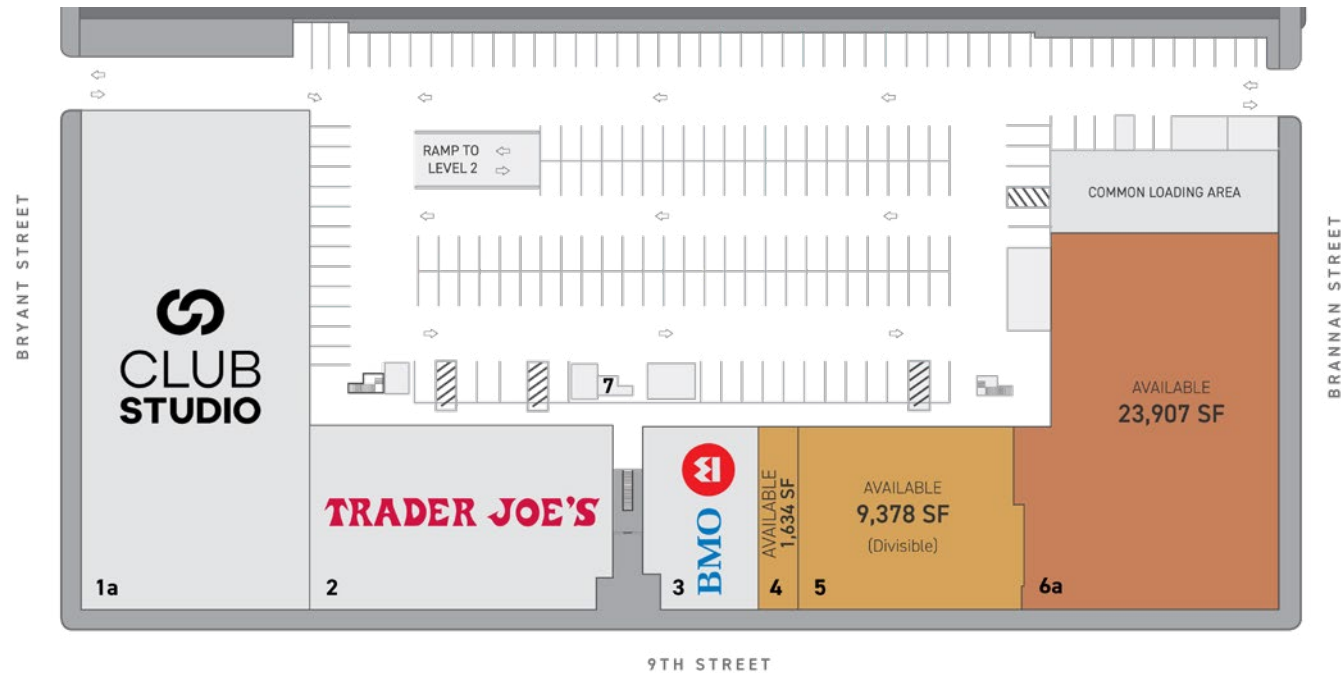 RAMP TO
LEVEL 2
COMMON LOADING AREA
BRYANT STREET
BRANNAN STREET
CLUB
STUDIO
7
AVAILABLE
23,907 SF
TRADER JOE'S
BMO
AVAILABLE
1,634 SF
AVAILABLE
9,378 SF
(Divisible)
1a
2
3
4
5
6a
9TH STREET